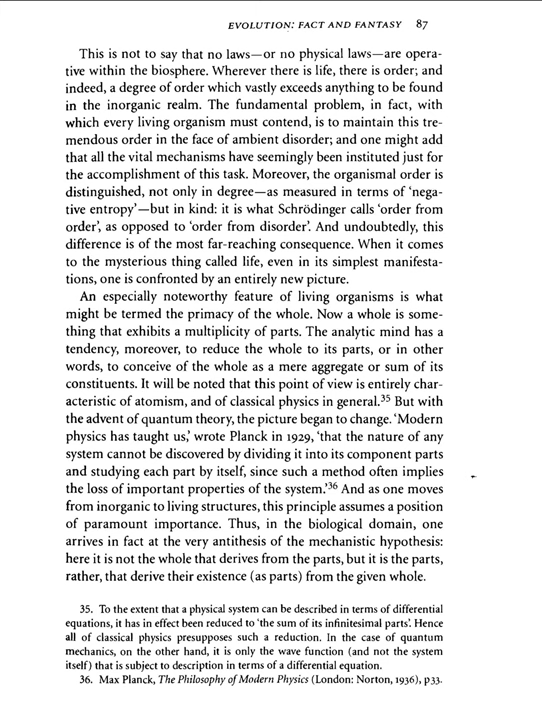 EVOLUTION: FACT AND FANTASY 87
This is not to say that no laws—or no physical laws—are opera-
tive within the biosphere. Wherever there is life, there is order; and
indeed, a degree of order which vastly exceeds anything to be found
in the inorganic realm. The fundamental problem, in fact, with
which every living organism must contend, is to maintain this tre-
mendous order in the face of ambient disorder; and one might add
that all the vital mechanisms have seemingly been instituted just for
the accomplishment of this task. Moreover, the organismal order is
distinguished, not only in degree—as measured in terms of ‘nega-
tive entropy’—but in kind: it is what Schrödinger calls ‘order from
order’, as opposed to ‘order from disorder’. And undoubtedly, this
difference is of the most far-reaching consequence. When it comes
to the mysterious thing called life, even in its simplest manifesta-
tions, one is confronted by an entirely new picture.
An especially noteworthy feature of living organisms is what
might be termed the primacy of the whole. Now a whole is some-
thing that exhibits a multiplicity of parts. The analytic mind has a
tendency, moreover, to reduce the whole to its parts, or in other
words, to conceive of the whole as a mere aggregate or sum of its
constituents. It will be noted that this point of view is entirely char-
acteristic of atomism, and of classical physics in general.35 But with
the advent of quantum theory, the picture began to change. ‘Modern
physics has taught us,’ wrote Planck in 1929, ‘that the nature of any
system cannot be discovered by dividing it into its component parts
and studying each part by itself, since such a method often implies
the loss of important properties of the system.’36 And as one moves
from inorganic to living structures, this principle assumes a position
of paramount importance. Thus, in the biological domain, one
arrives in fact at the very antithesis of the mechanistic hypothesis:
here it is not the whole that derives from the parts, but it is the parts,
rather, that derive their existence (as parts) from the given whole.
35. To the extent that a physical system can be described in terms of differential
equations, it has in effect been reduced to ‘the sum of its infinitesimal parts’. Hence
all of classical physics presupposes such a reduction. In the case of quantum
mechanics, on the other hand, it is only the wave function (and not the system
itself) that is subject to description in terms of a differential equation.
36. Max Planck, The Philosophy of Modern Physics (London: Norton, 1936), p33.